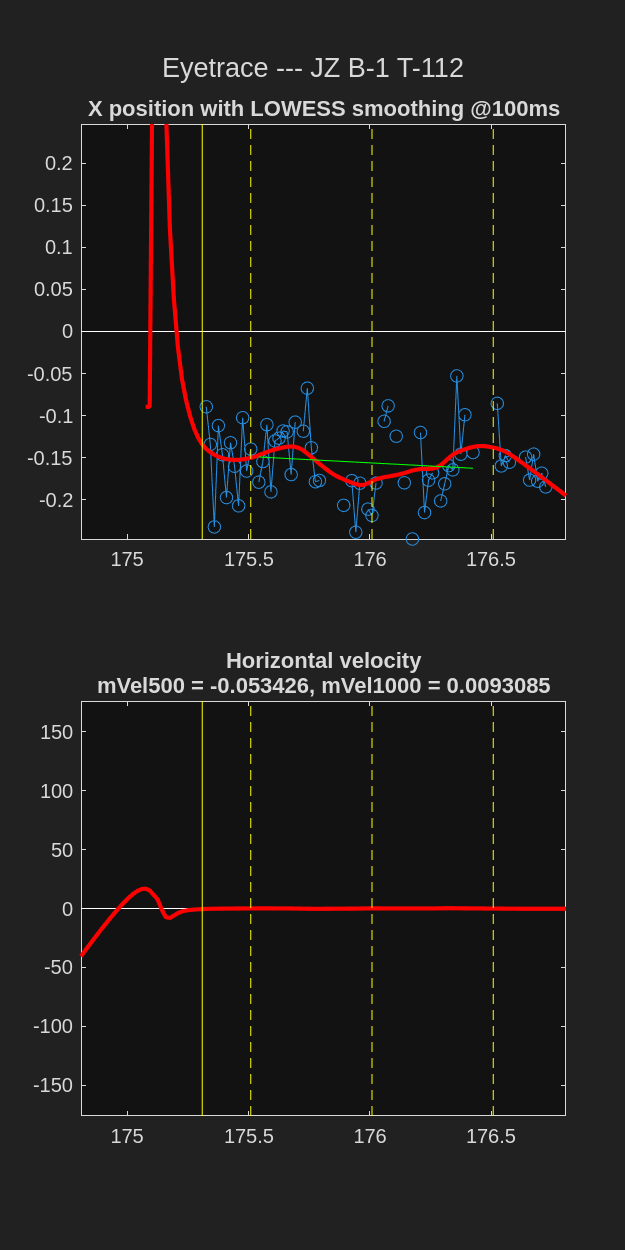 Eyetrace --- JZ B-1 T-112
X position with LOWESS smoothing @100ms
0.2
0.15
0.1
0.05
0
-0.05
-0.1
-0.15
-0.2
175 175.5 176 176.5
Horizontal velocity
mVel500 = -0.053426, mVel1000 = 0.0093085
150
100
50
0
-50
-100
-150
175 175.5 176 176.5